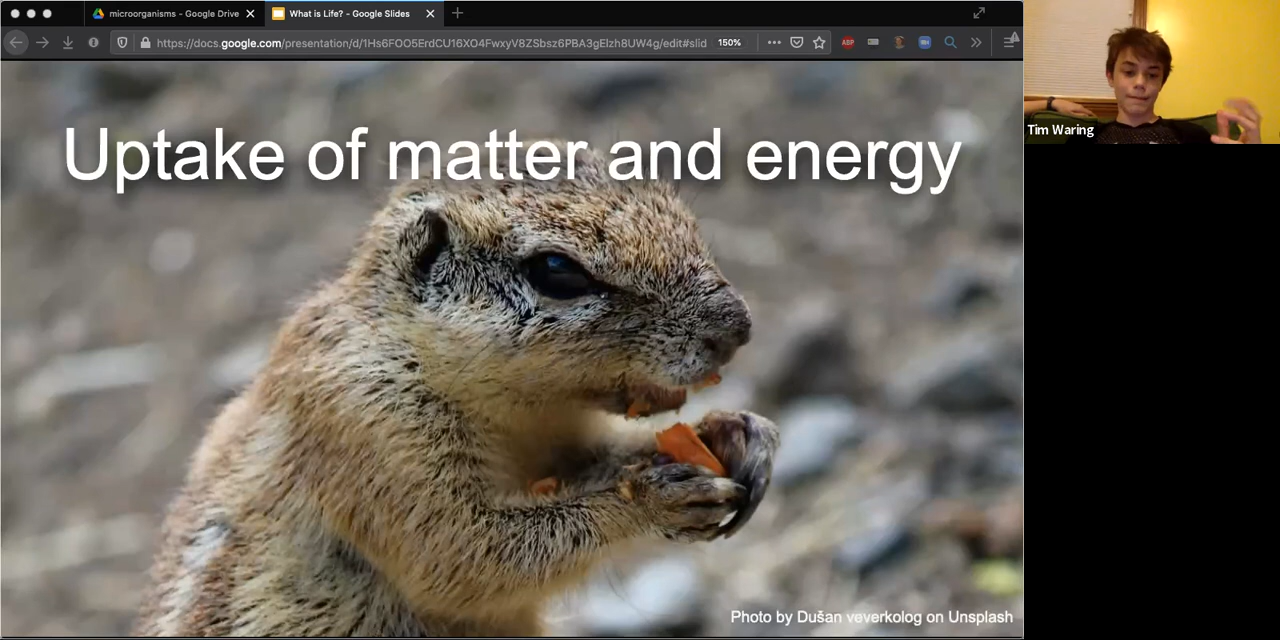 microorganisms - Google Drive
What is Life? - Google Slides
https://docs.google.com/presentation/d/1Hs6FOO5ErdCU16XO4FwxyV8ZSbsz6PBA3gElzh8UW4g/edit#slid
150%
ABP
Tim Waring
Uptake of matter and energy
Photo by Dušan veverkolog on Unsplash